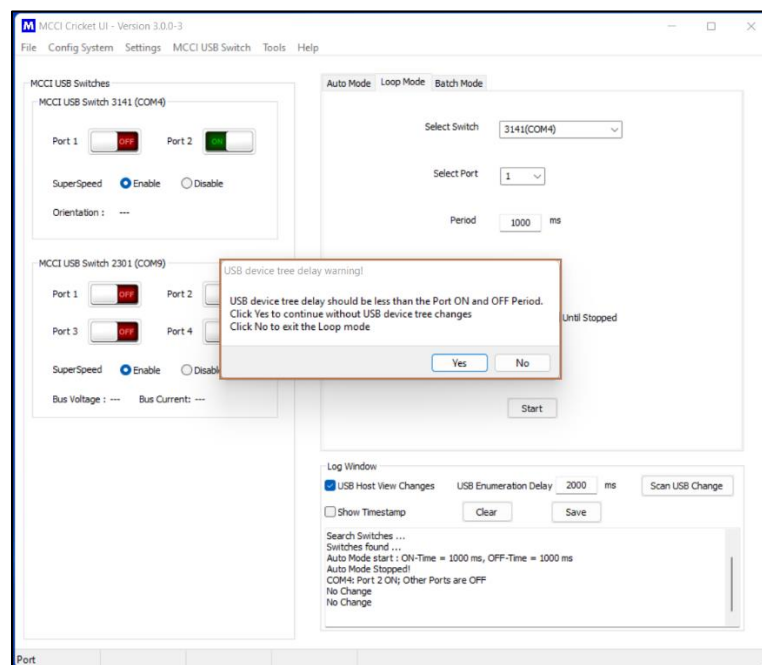 M MCCI Cricket UI - Version 3.0.0-3
File Config System Settings MCCI USB Switch Tools Help
MCCI USB Switches
MCCI USB Switch 3141 (COM4)
Port 1 OFF Port 2 ON
SuperSpeed Enable Disable
Orientation : ---
MCCI USB Switch 2301 (COM9)
Port 1 OFF Port 2
Port 3 OFF Port 4
SuperSpeed Enable
Bus Voltage : --- Bus Current: ---
Auto Mode Loop Mode Batch Mode
Select Switch 3141(COM4)
Select Port 1
Period 1000 ms
USB device tree delay warning!
USB device tree delay should be less than the Port ON and OFF Period.
Click Yes to continue without USB device tree changes
Click No to exit the Loop mode
Yes No
Until Stopped
Start
Log Window
USB Host View Changes USB Enumeration Delay 2000 ms Scan USB Change
Show Timestamp Clear Save
Search Switches ...
Switches found ...
Auto Mode start : ON-Time = 1000 ms, OFF-Time = 1000 ms
Auto Mode Stopped!
COM4: Port 2 ON; Other Ports are OFF
No Change
No Change
Port